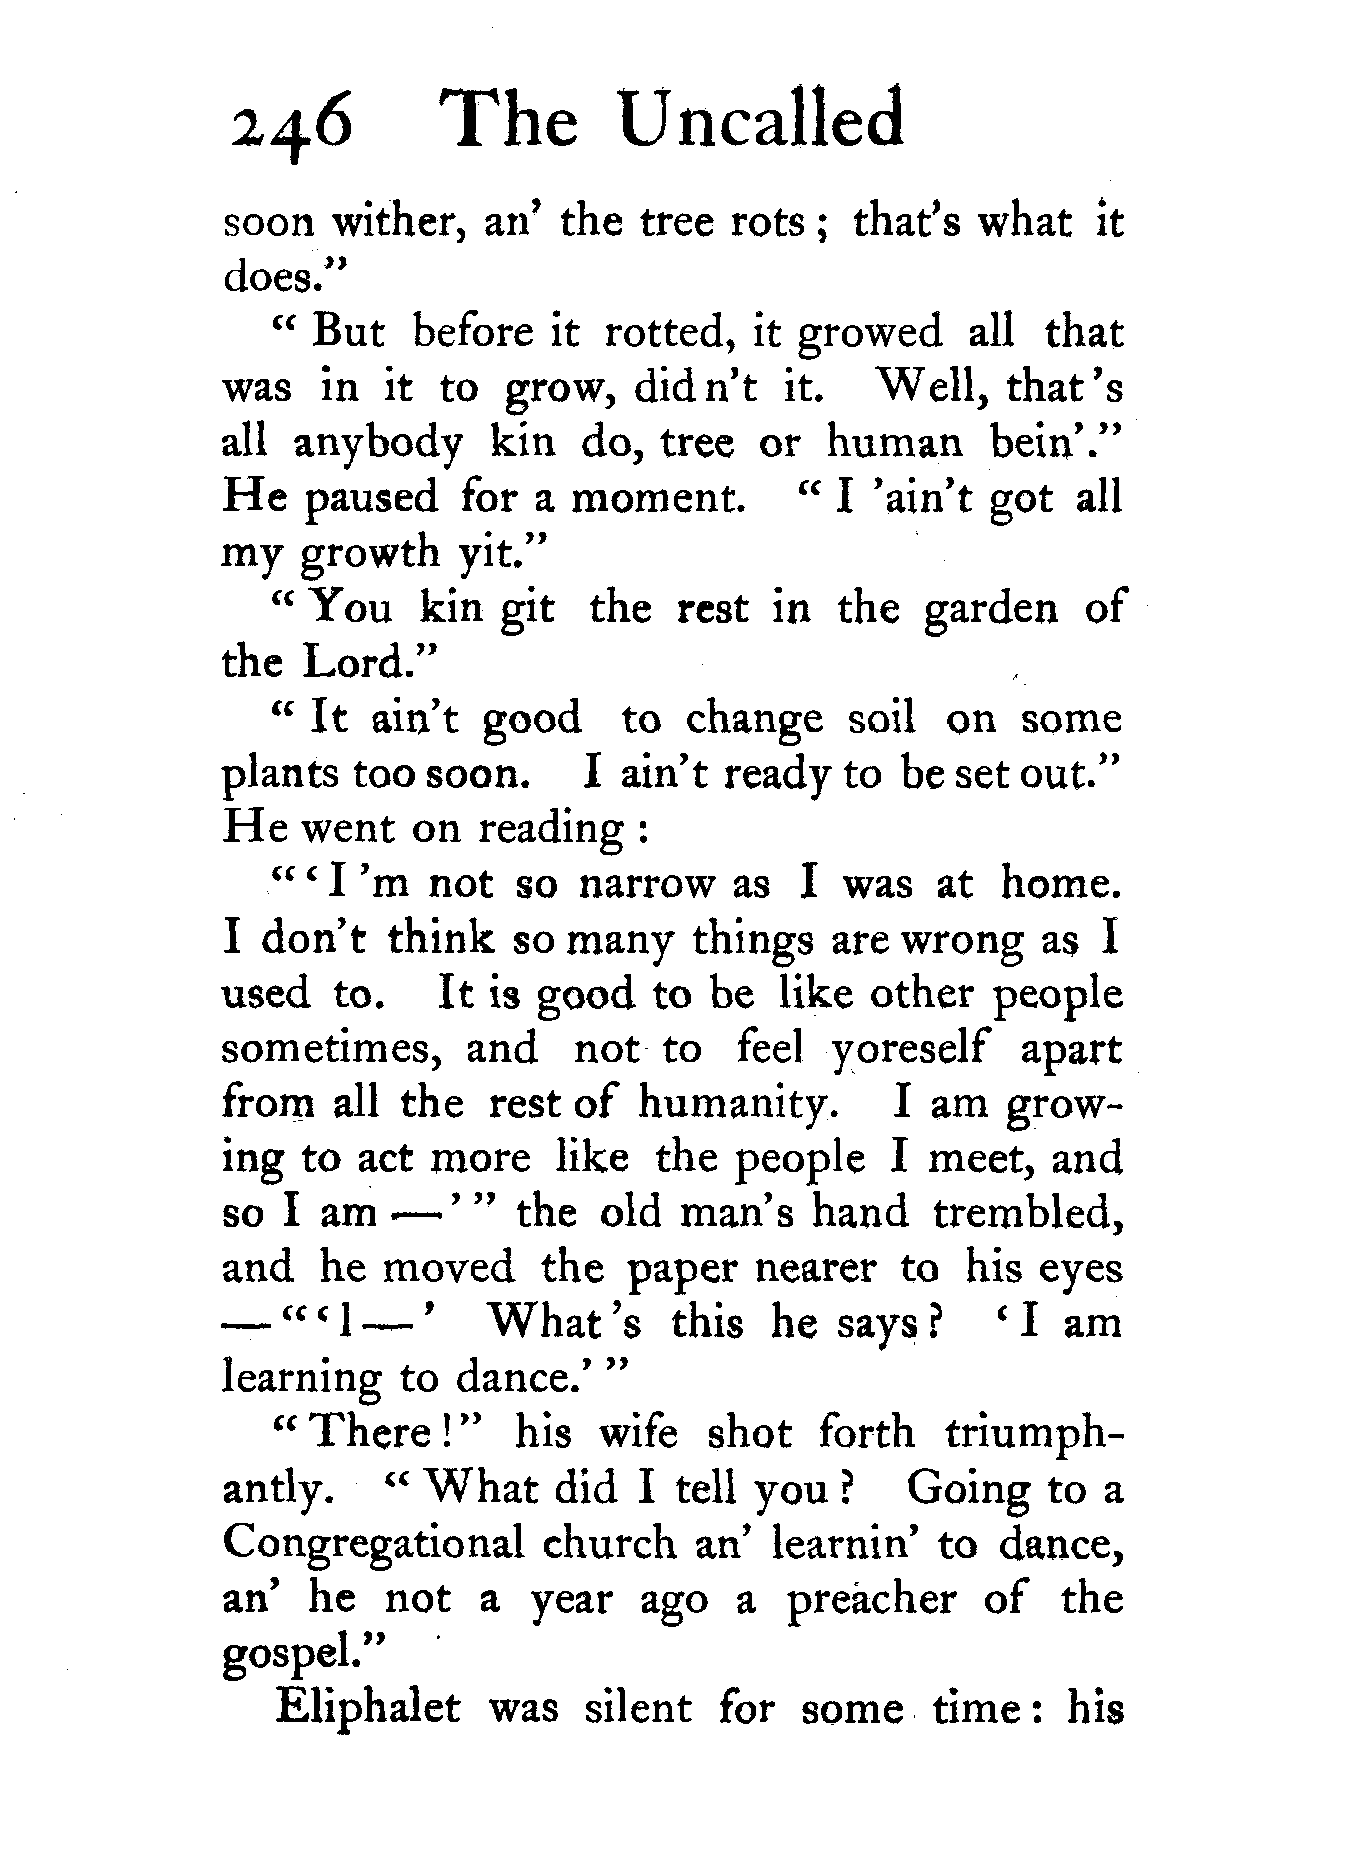 246 The Uncalled
soon wither, an' the tree rots; that's what it
does."
"But before it rotted, it growed all that
was in it to grow, didn't it. Well, that's
all anybody kin do, tree or human bein'."
He paused for a moment. "I 'ain't got all
my growth yit."
"You kin git the rest in the garden of
the Lord."
"It ain't good to change soil on some
plants too soon. I ain't ready to be set out."
He went on reading:
"'I'm not so narrow as I was at home.
I don't think so many things are wrong as I
used to. It is good to be like other people
sometimes, and not to feel yoreself apart
from all the rest of humanity. I am grow-
ing to act more like the people I meet, and
so I am—'" the old man's hand trembled,
and he moved the paper nearer to his eyes
—"'I—' What's this he says? 'I am
learning to dance.'"
"There!" his wife shot forth triumph-
antly. "What did I tell you? Going to a
Congregational church an' learnin' to dance,
an' he not a year ago a preacher of the
gospel."
Eliphalet was silent for some time: his